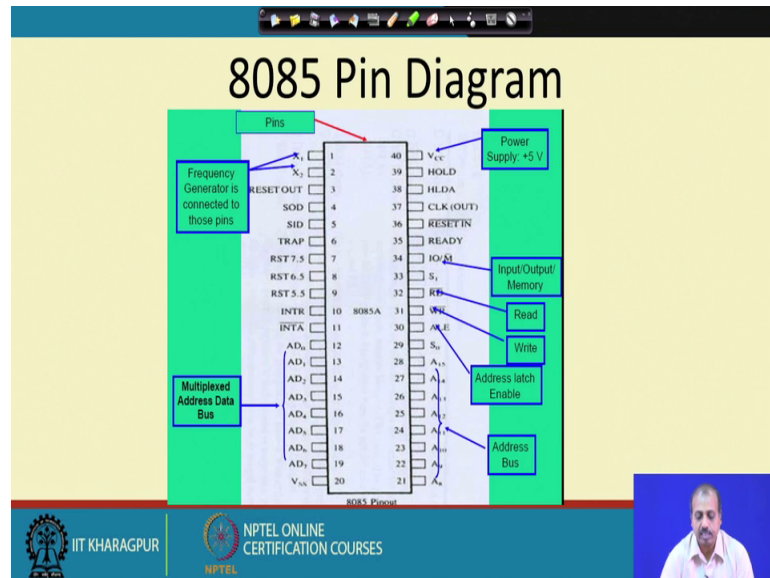 8085 Pin Diagram
Pins
Frequency
Generator is
connected to
those pins
Multiplexed
Address Data
Bus
X₁ 1
X₂ 2
RESET OUT 3
SOD 4
SID 5
TRAP 6
RST 7.5 7
RST 6.5 8
RST 5.5 9
INTR 10
INTA 11
AD₀ 12
AD₁ 13
AD₂ 14
AD₃ 15
AD₄ 16
AD₅ 17
AD₆ 18
AD₇ 19
VSS 20
8085A
40 VCC
39 HOLD
38 HLDA
37 CLK (OUT)
36 RESET IN
35 READY
34 IO/M
33 S₁
32 RD
31 WR
30 ALE
29 S₀
28 A₁₅
27 A₁₄
26 A₁₃
25 A₁₂
24 A₁₁
23 A₁₀
22 A₉
21 A₈
Power
Supply: +5 V
Input/Output/
Memory
Read
Write
Address latch
Enable
Address
Bus
8085 Pinout
IIT KHARAGPUR
NPTEL
NPTEL ONLINE
CERTIFICATION COURSES